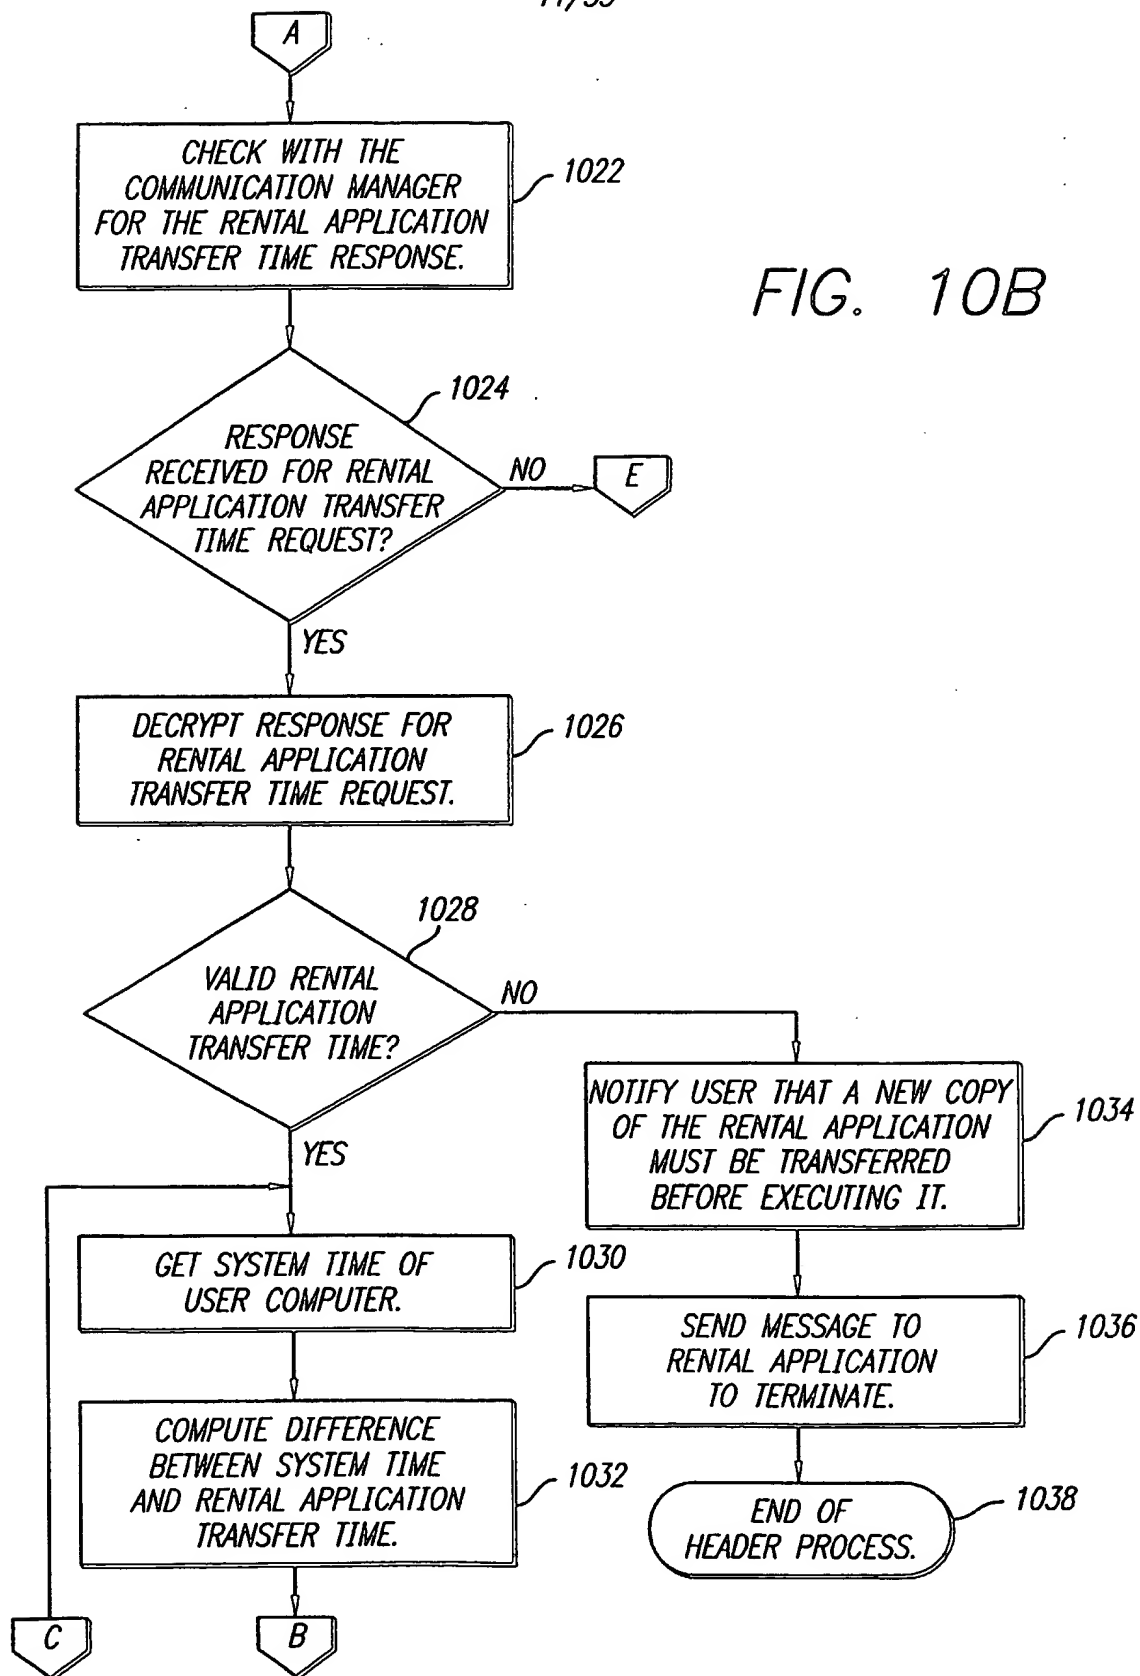 A
CHECK WITH THE
COMMUNICATION MANAGER
FOR THE RENTAL APPLICATION
TRANSFER TIME RESPONSE.
1022
FIG. 10B
1024
RESPONSE
RECEIVED FOR RENTAL
APPLICATION TRANSFER
TIME REQUEST?
NO
E
YES
DECRYPT RESPONSE FOR
RENTAL APPLICATION
TRANSFER TIME REQUEST.
1026
1028
VALID RENTAL
APPLICATION
TRANSFER TIME?
NO
YES
NOTIFY USER THAT A NEW COPY
OF THE RENTAL APPLICATION
MUST BE TRANSFERRED
BEFORE EXECUTING IT.
1034
GET SYSTEM TIME OF
USER COMPUTER.
1030
SEND MESSAGE TO
RENTAL APPLICATION
TO TERMINATE.
1036
COMPUTE DIFFERENCE
BETWEEN SYSTEM TIME
AND RENTAL APPLICATION
TRANSFER TIME.
1032
END OF
HEADER PROCESS.
1038
C
B